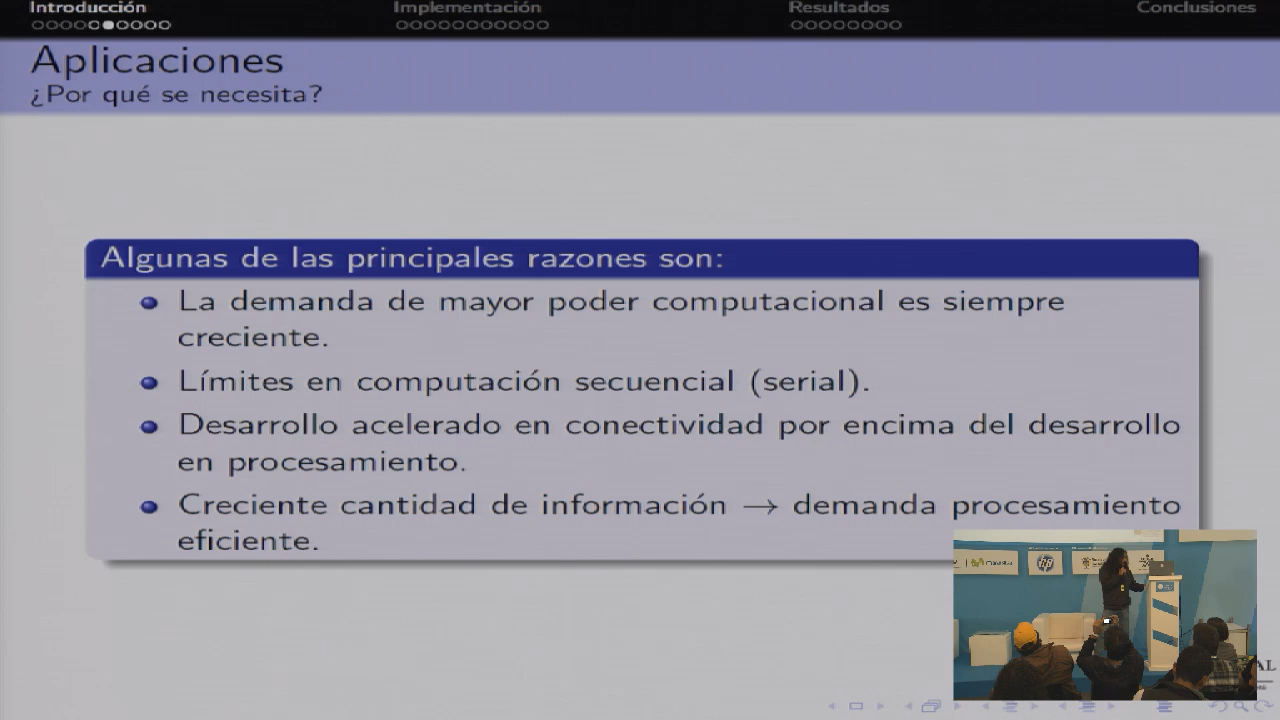 Introducción Implementación Resultados Conclusiones
Aplicaciones
¿Por qué se necesita?
Algunas de las principales razones son:
La demanda de mayor poder computacional es siempre
creciente.
Límites en computación secuencial (serial).
Desarrollo acelerado en conectividad por encima del desarrollo
en procesamiento.
Creciente cantidad de información → demanda procesamiento
eficiente.
hp
AL